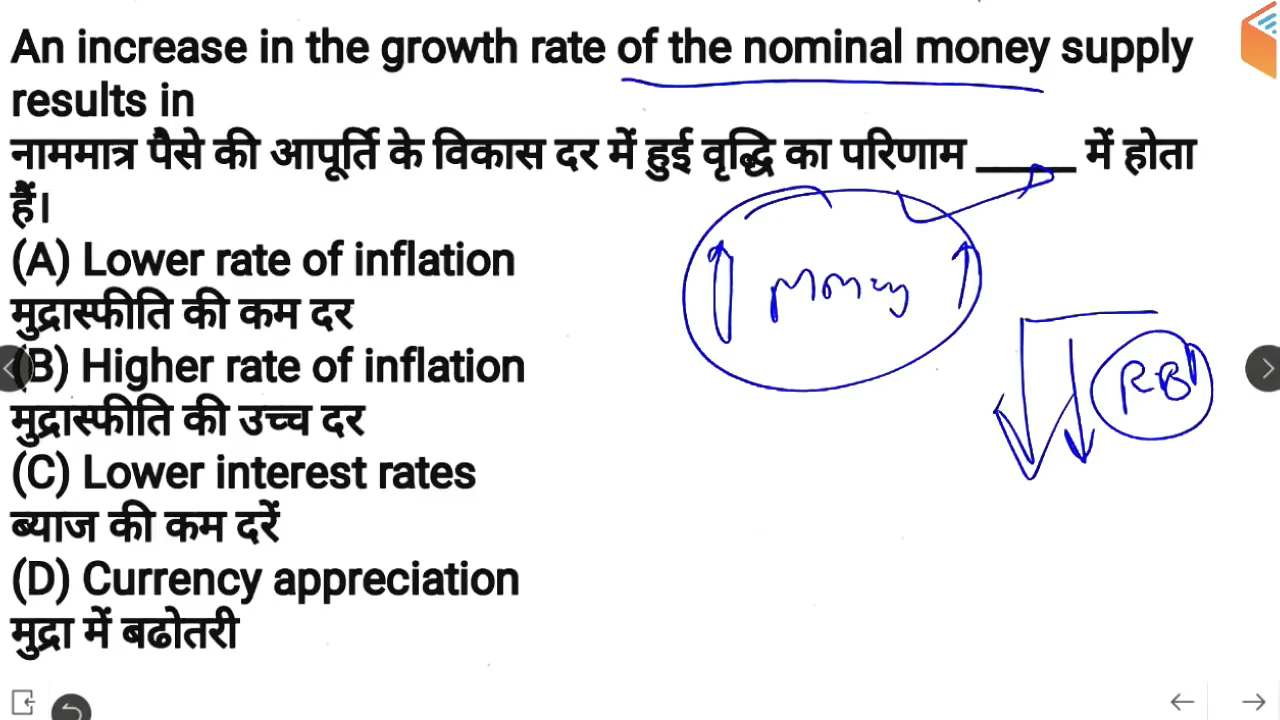 An increase in the growth rate of the nominal money supply
results in
नाममात्र पैसे की आपूर्ति के विकास दर में हुई वृद्धि का परिणाम _____ में होता
हैं।
(A) Lower rate of inflation
मुद्रास्फीति की कम दर
(B) Higher rate of inflation
मुद्रास्फीति की उच्च दर
(C) Lower interest rates
ब्याज की कम दरें
(D) Currency appreciation
मुद्रा में बढोतरी
Money
RBI